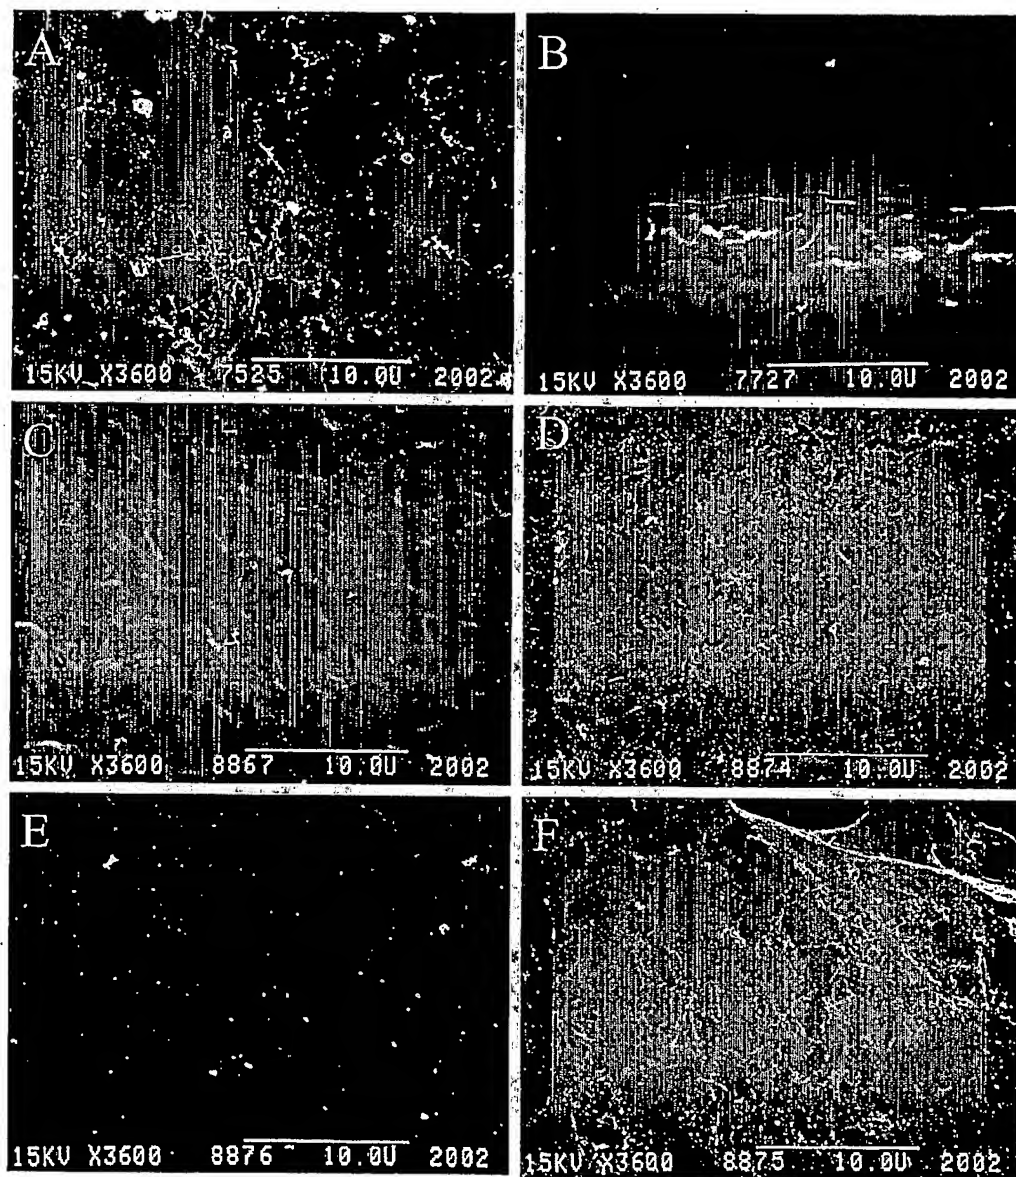 A
15KV X3600 7525 10.0U 2002
B
15KV X3600 7727 10.0U 2002
C
15KV X3600 8867 10.0U 2002
D
15KV X3600 8874 10.0U 2002
E
15KV X3600 8876 10.0U 2002
F
15KV X3600 8875 10.0U 2002